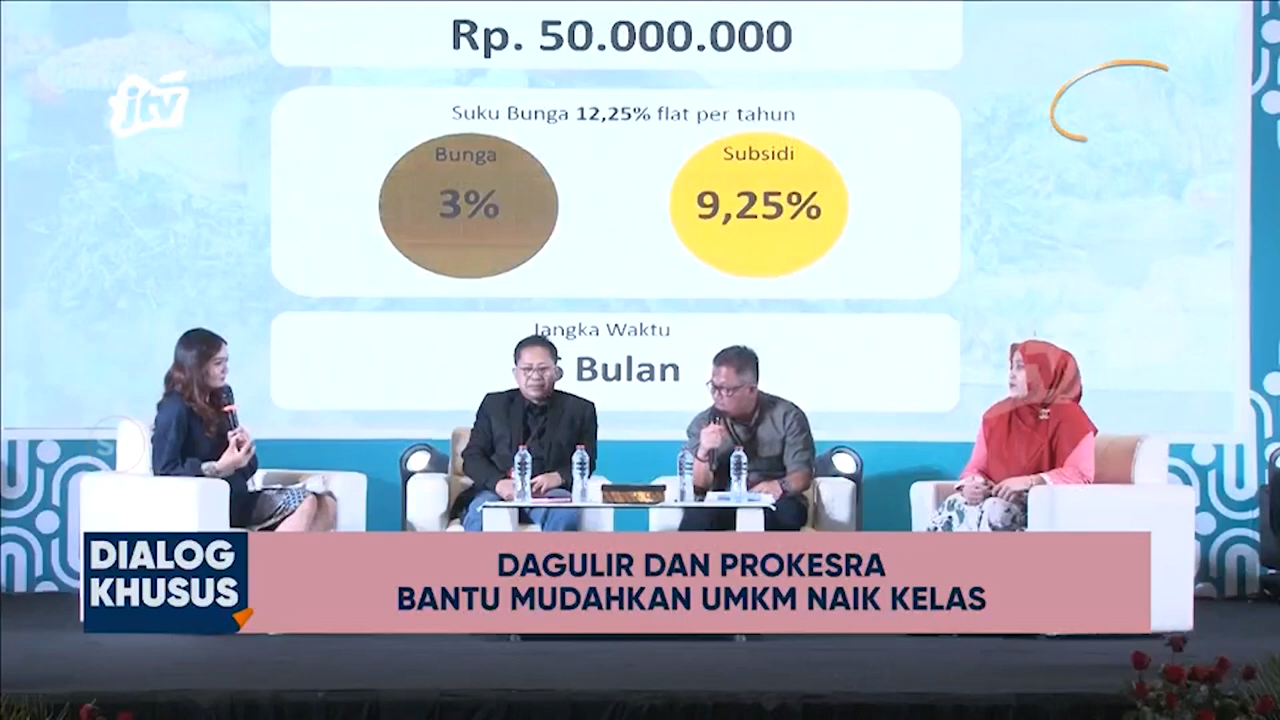 Rp. 50.000.000
jtv
Suku Bunga 12,25% flat per tahun
Bunga
3%
Subsidi
9,25%
Jangka Waktu
Bulan
DIALOG
KHUSUS
DAGULIR DAN PROKESRA
BANTU MUDAHKAN UMKM NAIK KELAS